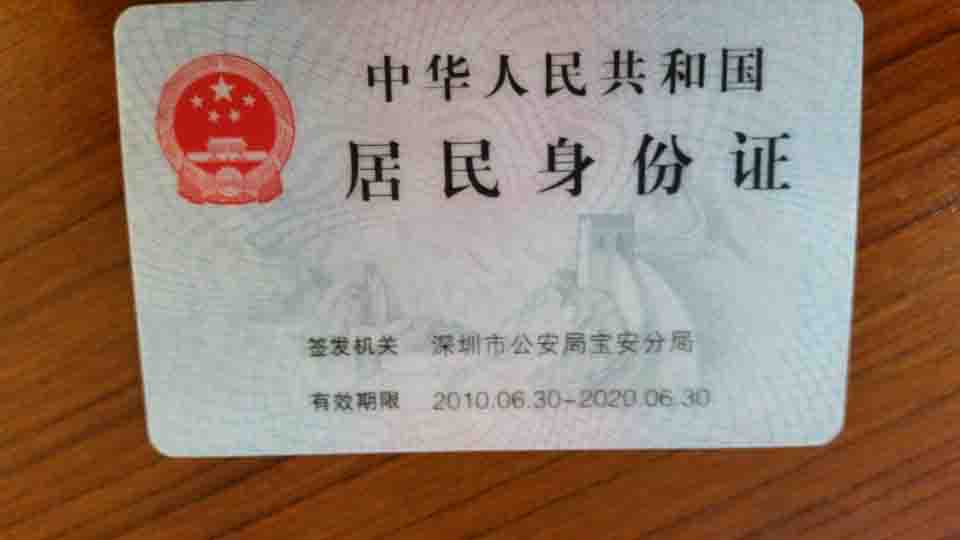 中华人民共和国
居民身份证
签发机关 深圳市公安局宝安分局
有效期限 2010.06.30-2020.06.30